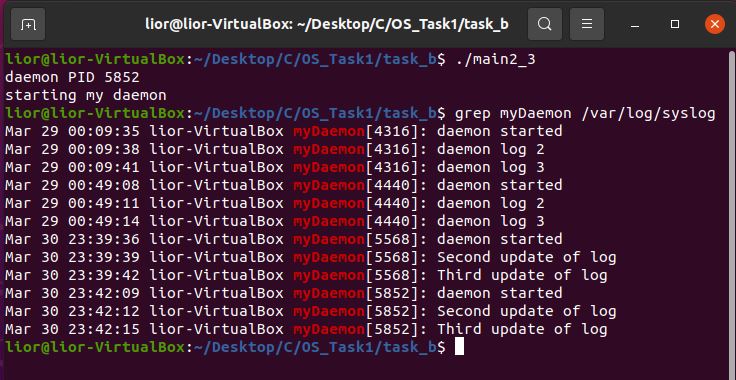 lior@lior-VirtualBox: ~/Desktop/C/OS_Task1/task_b
lior@lior-VirtualBox:~/Desktop/C/OS_Task1/task_b$ ./main2_3
daemon PID 5852
starting my daemon
lior@lior-VirtualBox:~/Desktop/C/OS_Task1/task_b$ grep myDaemon /var/log/syslog
Mar 29 00:09:35 lior-VirtualBox myDaemon[4316]: daemon started
Mar 29 00:09:38 lior-VirtualBox myDaemon[4316]: daemon log 2
Mar 29 00:09:41 lior-VirtualBox myDaemon[4316]: daemon log 3
Mar 29 00:49:08 lior-VirtualBox myDaemon[4440]: daemon started
Mar 29 00:49:11 lior-VirtualBox myDaemon[4440]: daemon log 2
Mar 29 00:49:14 lior-VirtualBox myDaemon[4440]: daemon log 3
Mar 30 23:39:36 lior-VirtualBox myDaemon[5568]: daemon started
Mar 30 23:39:39 lior-VirtualBox myDaemon[5568]: Second update of log
Mar 30 23:39:42 lior-VirtualBox myDaemon[5568]: Third update of log
Mar 30 23:42:09 lior-VirtualBox myDaemon[5852]: daemon started
Mar 30 23:42:12 lior-VirtualBox myDaemon[5852]: Second update of log
Mar 30 23:42:15 lior-VirtualBox myDaemon[5852]: Third update of log
lior@lior-VirtualBox:~/Desktop/C/OS_Task1/task_b$